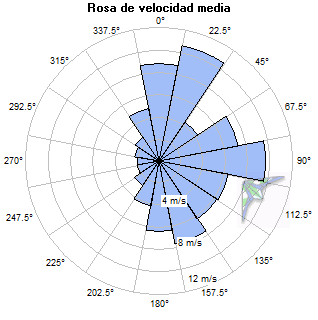 Rosa de velocidad media
0°
337.5° 22.5°
315° 45°
292.5° 67.5°
270° 90°
4 m/s
247.5° 112.5°
8 m/s
225° 135°
12 m/s
202.5° 157.5°
180°